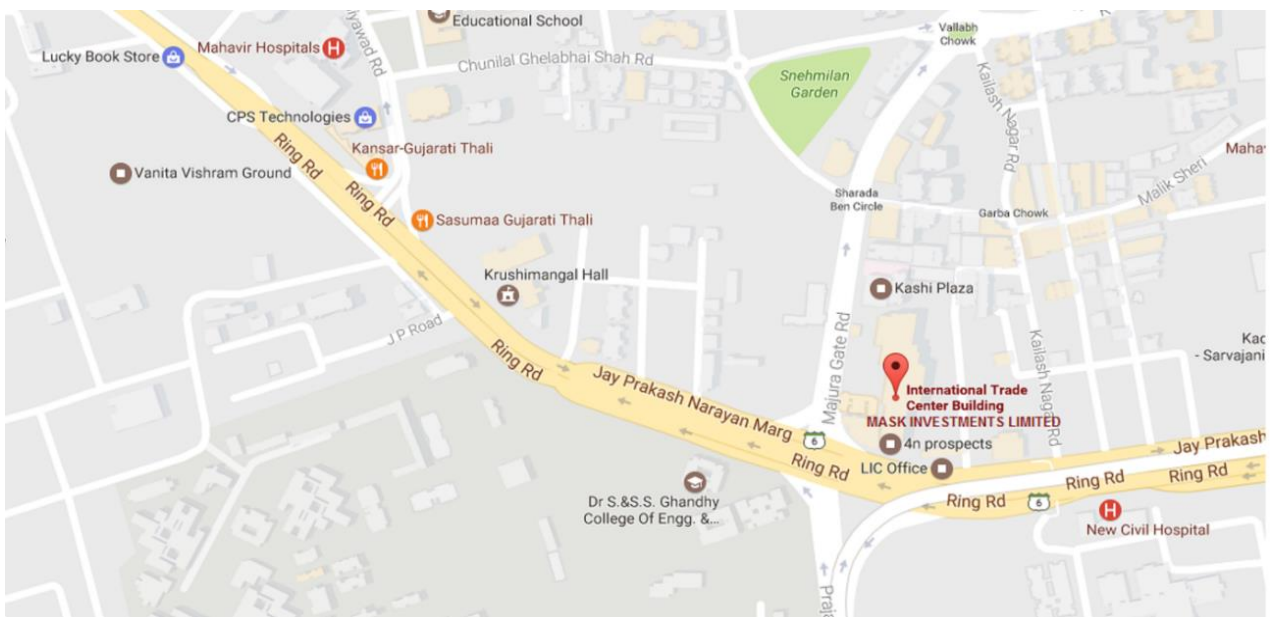 Educational School
Lucky Book Store
Mahavir Hospitals
H
Chunilal Ghelabhai Shah Rd
Vallabh
Chowk
Snehmilan
Garden
Kailash Nagar Rd
CPS Technologies
Ring Rd
Kansar-Gujarati Thali
Vanita Vishram Ground
Ring Rd
Malik Sheri
Sharada
Ben Circle
Garba Chowk
Sasumaa Gujarati Thali
Krushimangal Hall
Kashi Plaza
J P Road
Ring Rd
Majura Gate Rd
Kailash Nagar Rd
- Sarvajani
Jay Prakash Narayan Marg
International Trade
Center Building
MASK INVESTMENTS LIMITED
6
4n prospects
Jay Prakash
Ring Rd
LIC Office
Ring Rd
Ring Rd
Ring Rd
6
Dr S.&S.S. Ghandhy
College Of Engg. &...
H
New Civil Hospital